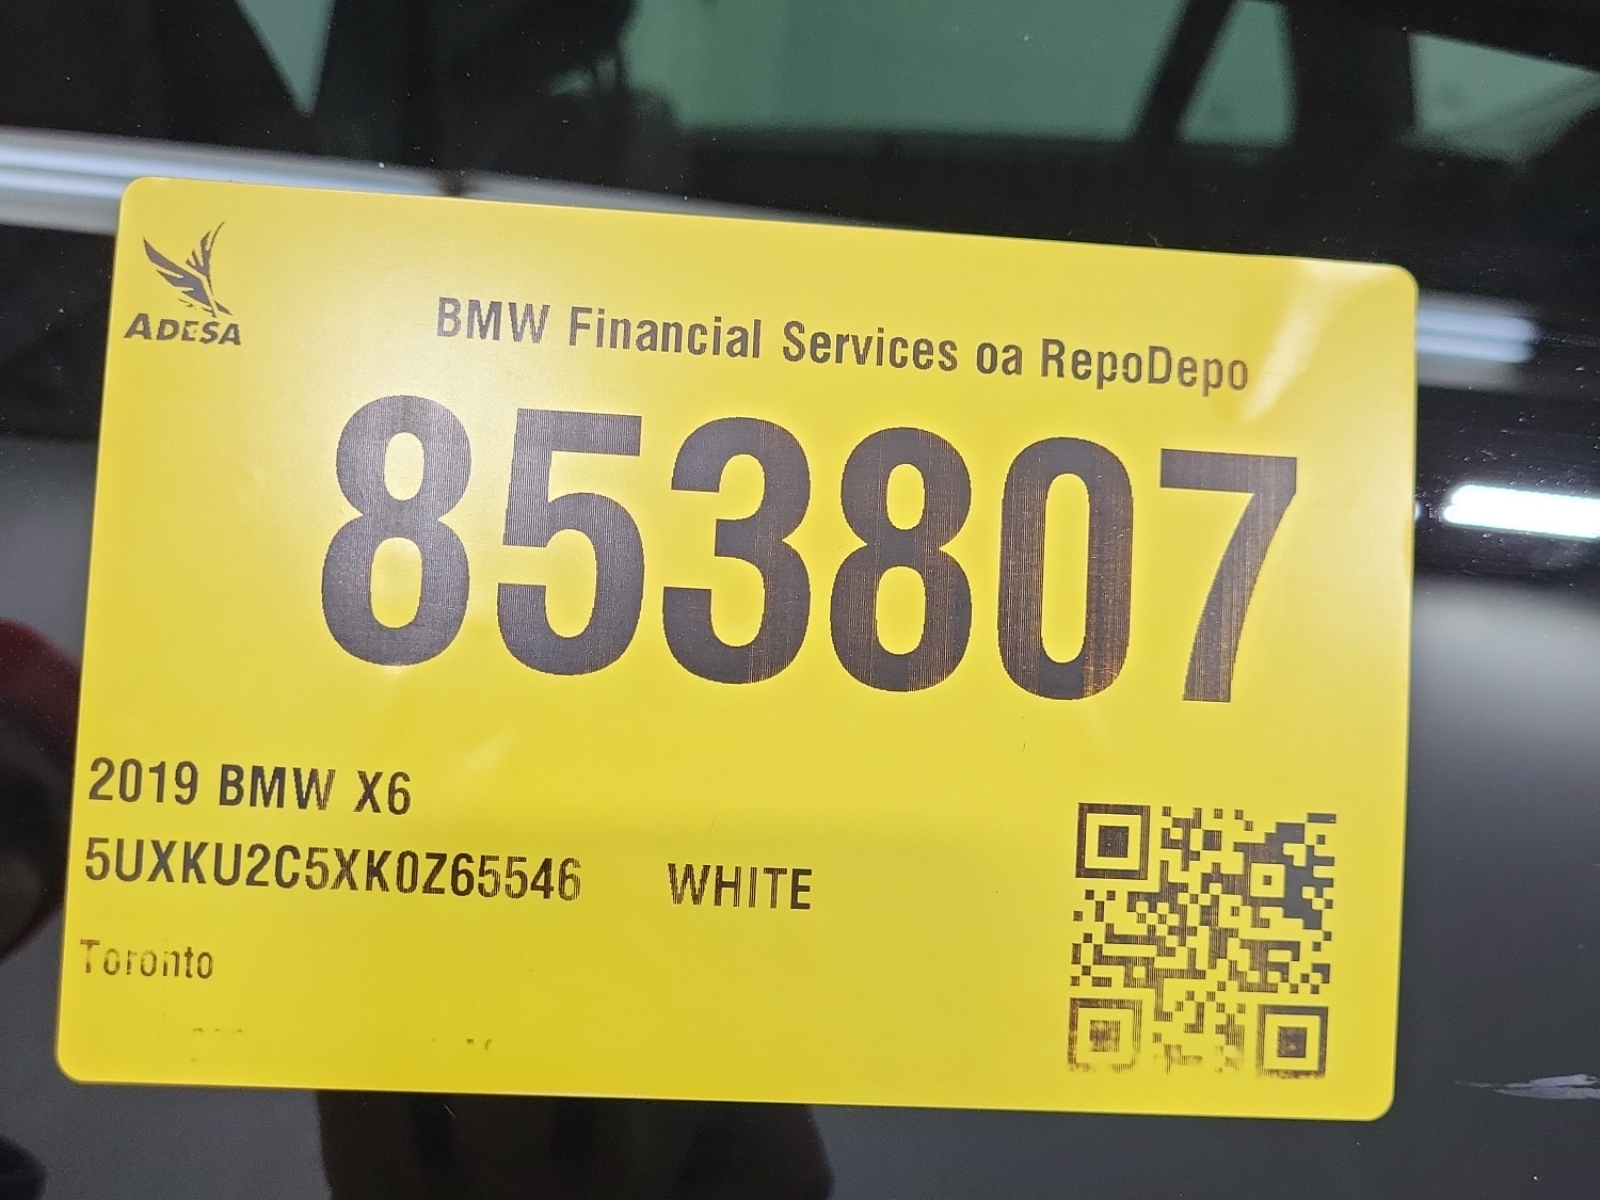 ADESA
BMW Financial Services oa RepoDepo
853807
2019 BMW X6
5UXKU2C5XK0Z65546 WHITE
Toronto